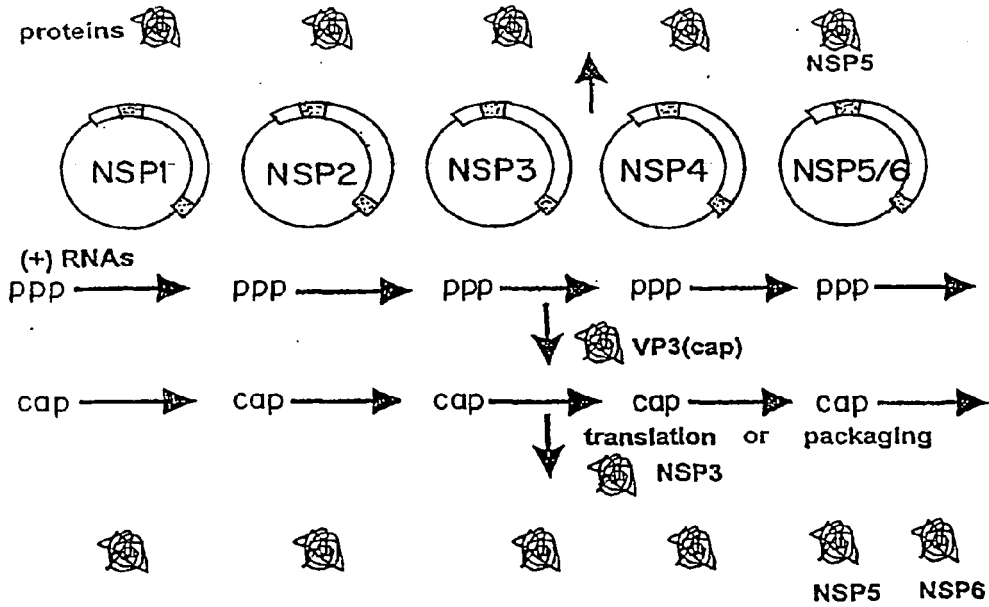 proteins
NSP5
NSP1 NSP2 NSP3 NSP4 NSP5/6
(+) RNAs
ppp ppp ppp ppp ppp
VP3(cap)
cap cap cap cap cap
translation or packaging
NSP3
NSP5 NSP6